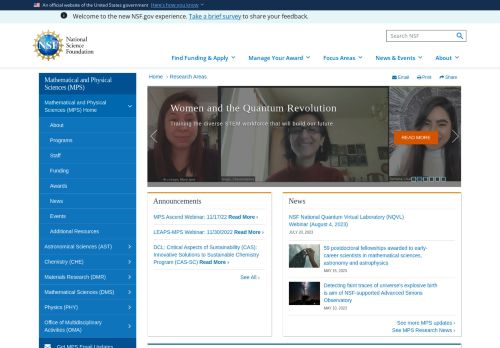 An official website of the United States government Here's how you know
Welcome to the new NSF.gov experience. Take a brief survey to share your feedback.
NSF
National
Science
Foundation
Search NSF
Find Funding & Apply
Manage Your Award
Focus Areas
News & Events
About
Mathematical and Physical
Sciences (MPS)
Mathematical and Physical
Sciences (MPS) Home
About
Programs
Staff
Funding
Awards
News
Events
Additional Resources
Astronomical Sciences (AST)
Chemistry (CHE)
Materials Research (DMR)
Mathematical Sciences (DMS)
Physics (PHY)
Office of Multidisciplinary
Activities (OMA)
Get MPS Email Updates
Home › Research Areas
Email
Print
Share
Women and the Quantum Revolution
Training the diverse STEM workforce that will build our future.
READ MORE
Announcements
MPS Ascend Webinar: 11/17/22 Read More ›
LEAPS-MPS Webinar: 11/30/2022 Read More ›
DCL: Critical Aspects of Sustainability (CAS):
Innovative Solutions to Sustainable Chemistry
Program (CAS-SC) Read More ›
See All ›
News
NSF National Quantum Virtual Laboratory (NQVL)
Webinar (August 4, 2023)
JULY 20, 2023
59 postdoctoral fellowships awarded to early-
career scientists in mathematical sciences,
astronomy and astrophysics
MAY 15, 2023
Detecting faint traces of universe's explosive birth
is aim of NSF-supported Advanced Simons
Observatory
MAY 10, 2023
See more MPS updates ›
See MPS Research News ›